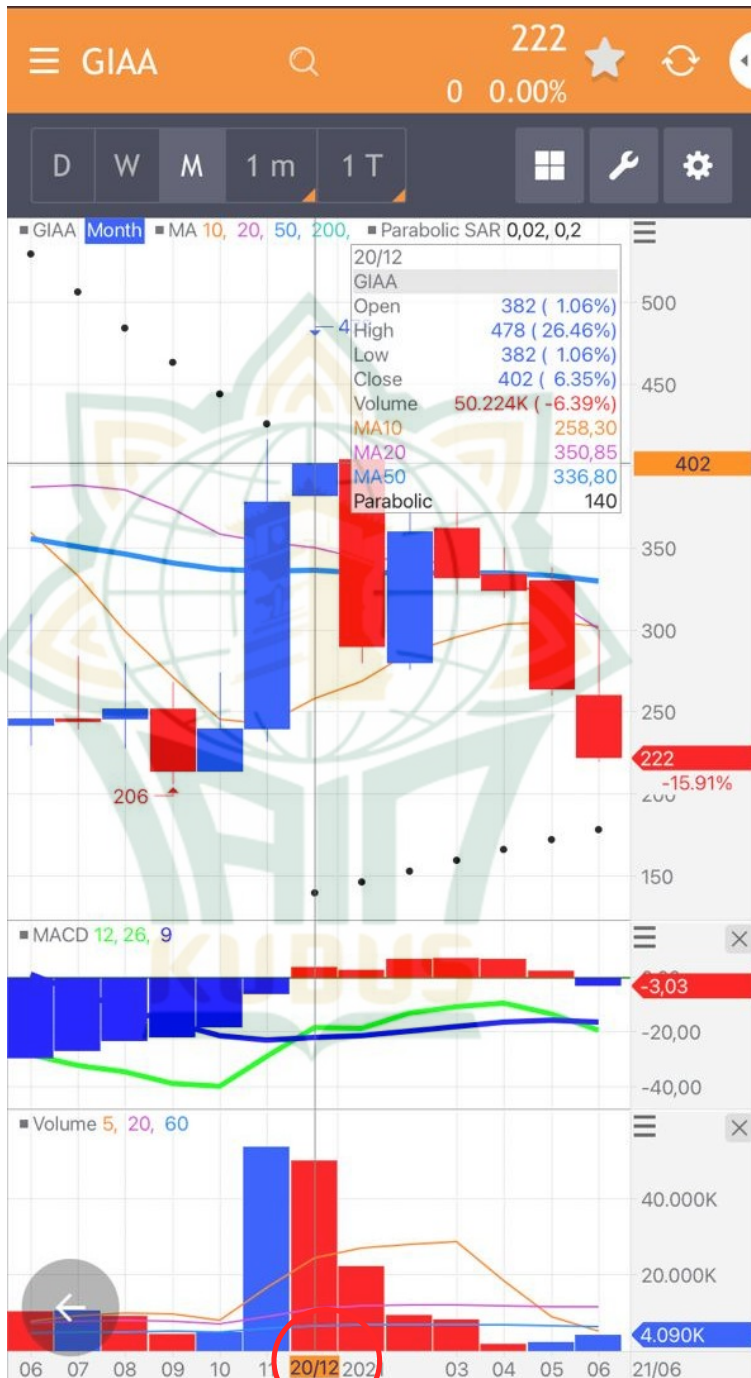 GIAA
222
0 0.00%
D W M 1 m 1 T
GIAA Month MA 10, 20, 50, 200, Parabolic SAR 0,02, 0,2
20/12
GIAA
Open 382 ( 1.06%)
High 478 ( 26.46%)
Low 382 ( 1.06%)
Close 402 ( 6.35%)
Volume 50.224K ( -6.39%)
MA10 258,30
MA20 350,85
MA50 336,80
Parabolic 140
500
450
402
350
300
250
222
-15.91%
200
150
206
KUDUS
MACD 12, 26, 9
-3,03
-20,00
-40,00
Volume 5, 20, 60
40.000K
20.000K
4.090K
06 07 08 09 10 11 20/12 202 03 04 05 06 21/06